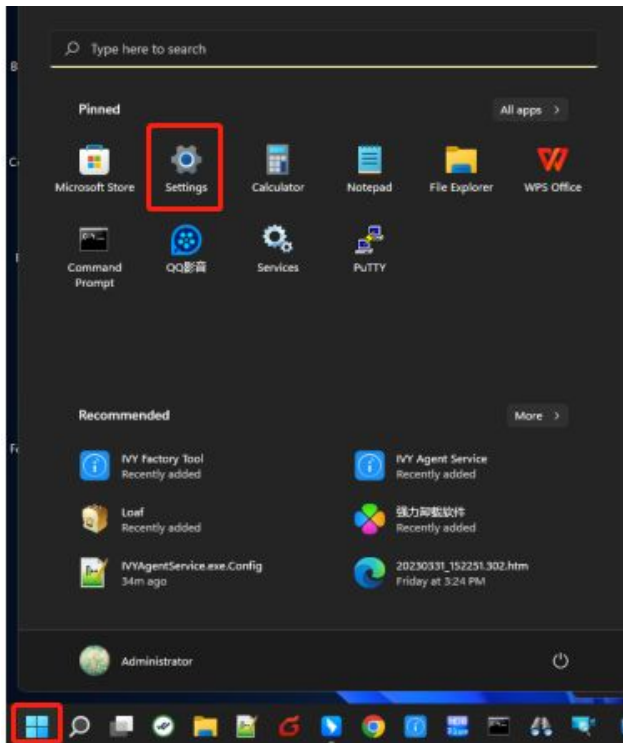 Type here to search
Pinned
All apps >
Microsoft Store
Settings
Calculator
Notepad
File Explorer
WPS Office
Command
Prompt
QQ影音
Services
PuTTY
Recommended
More >
IVY Factory Tool
Recently added
IVY Agent Service
Recently added
Loaf
Recently added
强力卸载软件
Recently added
IVYAgentService.exe.Config
34m ago
20230331_152251.302.htm
Friday at 3:24 PM
Administrator